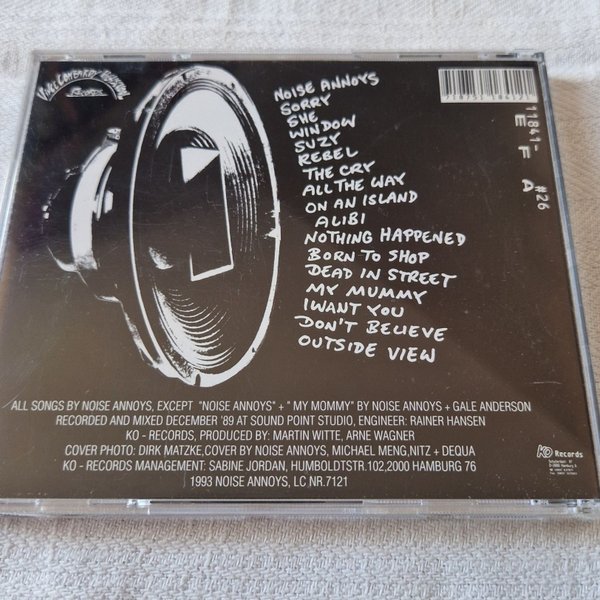 Records
NOISE ANNOYS
SORRY
SHE
WINDOW
SUZY
REBEL
THE CRY
ALL THE WAY
ON AN ISLAND
ALIBI
NOTHING HAPPENED
BORN TO SHOP
DEAD IN STREET
MY MUMMY
I WANT YOU
DON'T BELIEVE
OUTSIDE VIEW
11841-
#26
EFA
ALL SONGS BY NOISE ANNOYS, EXCEPT "NOISE ANNOYS" + " MY MOMMY" BY NOISE ANNOYS + GALE ANDERSON
RECORDED AND MIXED DECEMBER '89 AT SOUND POINT STUDIO, ENGINEER: RAINER HANSEN
KO - RECORDS, PRODUCED BY: MARTIN WITTE, ARNE WAGNER
COVER PHOTO: DIRK MATZKE,COVER BY NOISE ANNOYS, MICHAEL MENG,NITZ + DEQUA
KO - RECORDS MANAGEMENT: SABINE JORDAN, HUMBOLDTSTR.102.2000 HAMBURG 76
1993 NOISE ANNOYS, LC NR.7121
KO Records